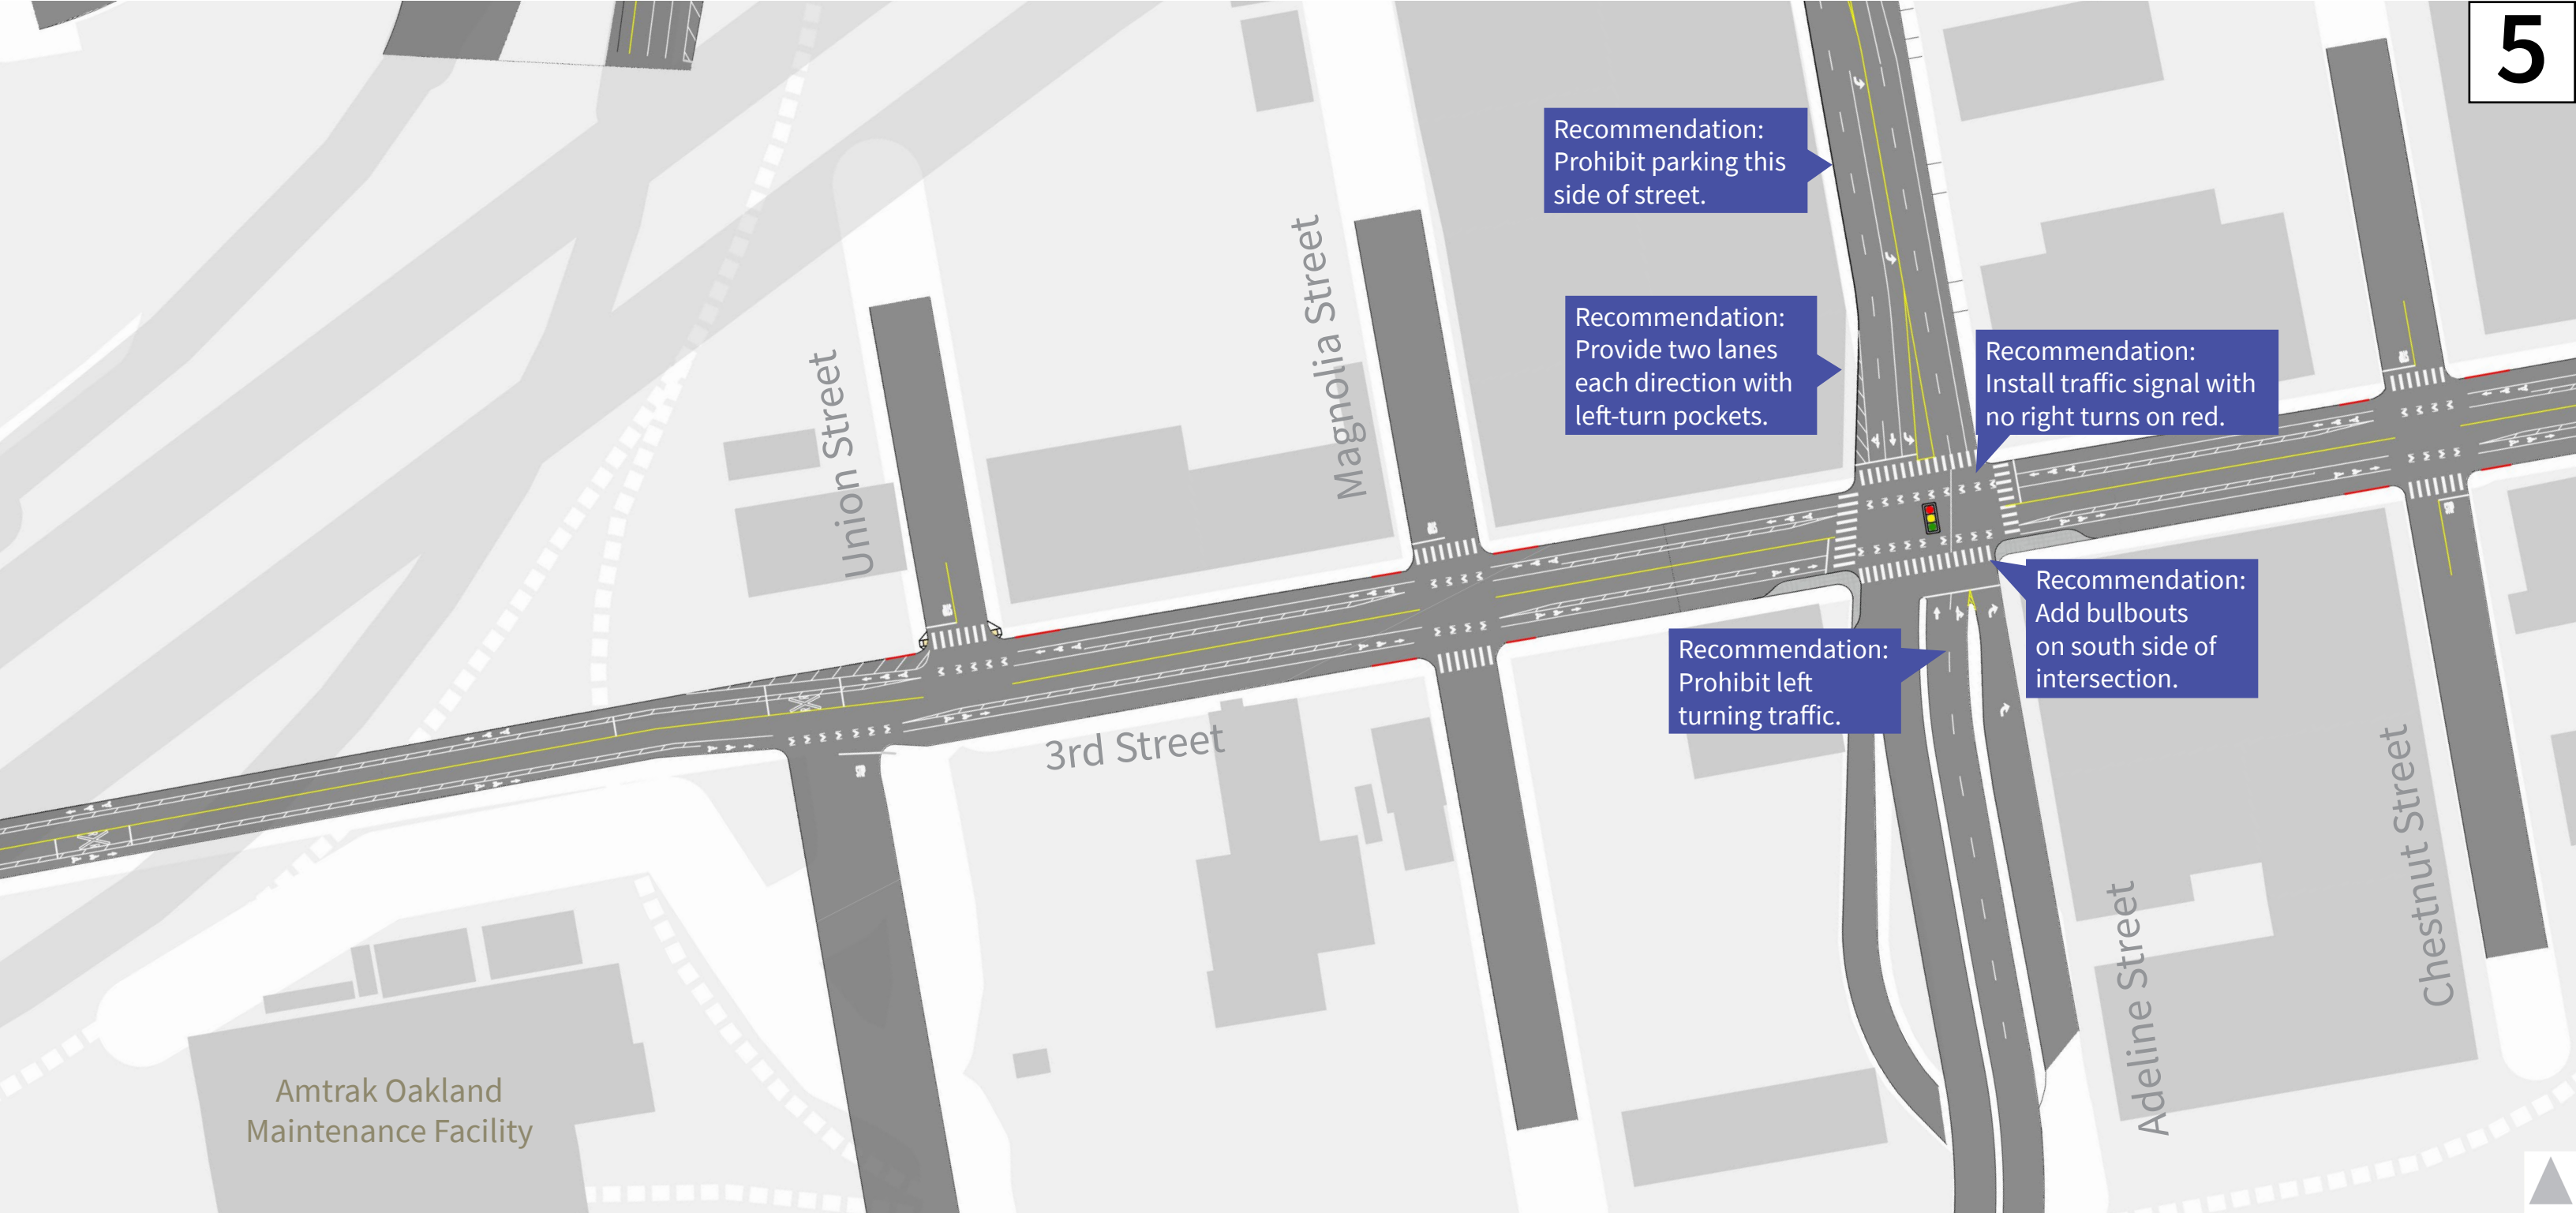 5
Recommendation:
Prohibit parking this
side of street.
Recommendation:
Provide two lanes
each direction with
left-turn pockets.
Recommendation:
Install traffic signal with
no right turns on red.
Recommendation:
Add bulbouts
on south side of
intersection.
Recommendation:
Prohibit left
turning traffic.
Union Street
Magnolia Street
3rd Street
Adeline Street
Chestnut Street
Amtrak Oakland
Maintenance Facility